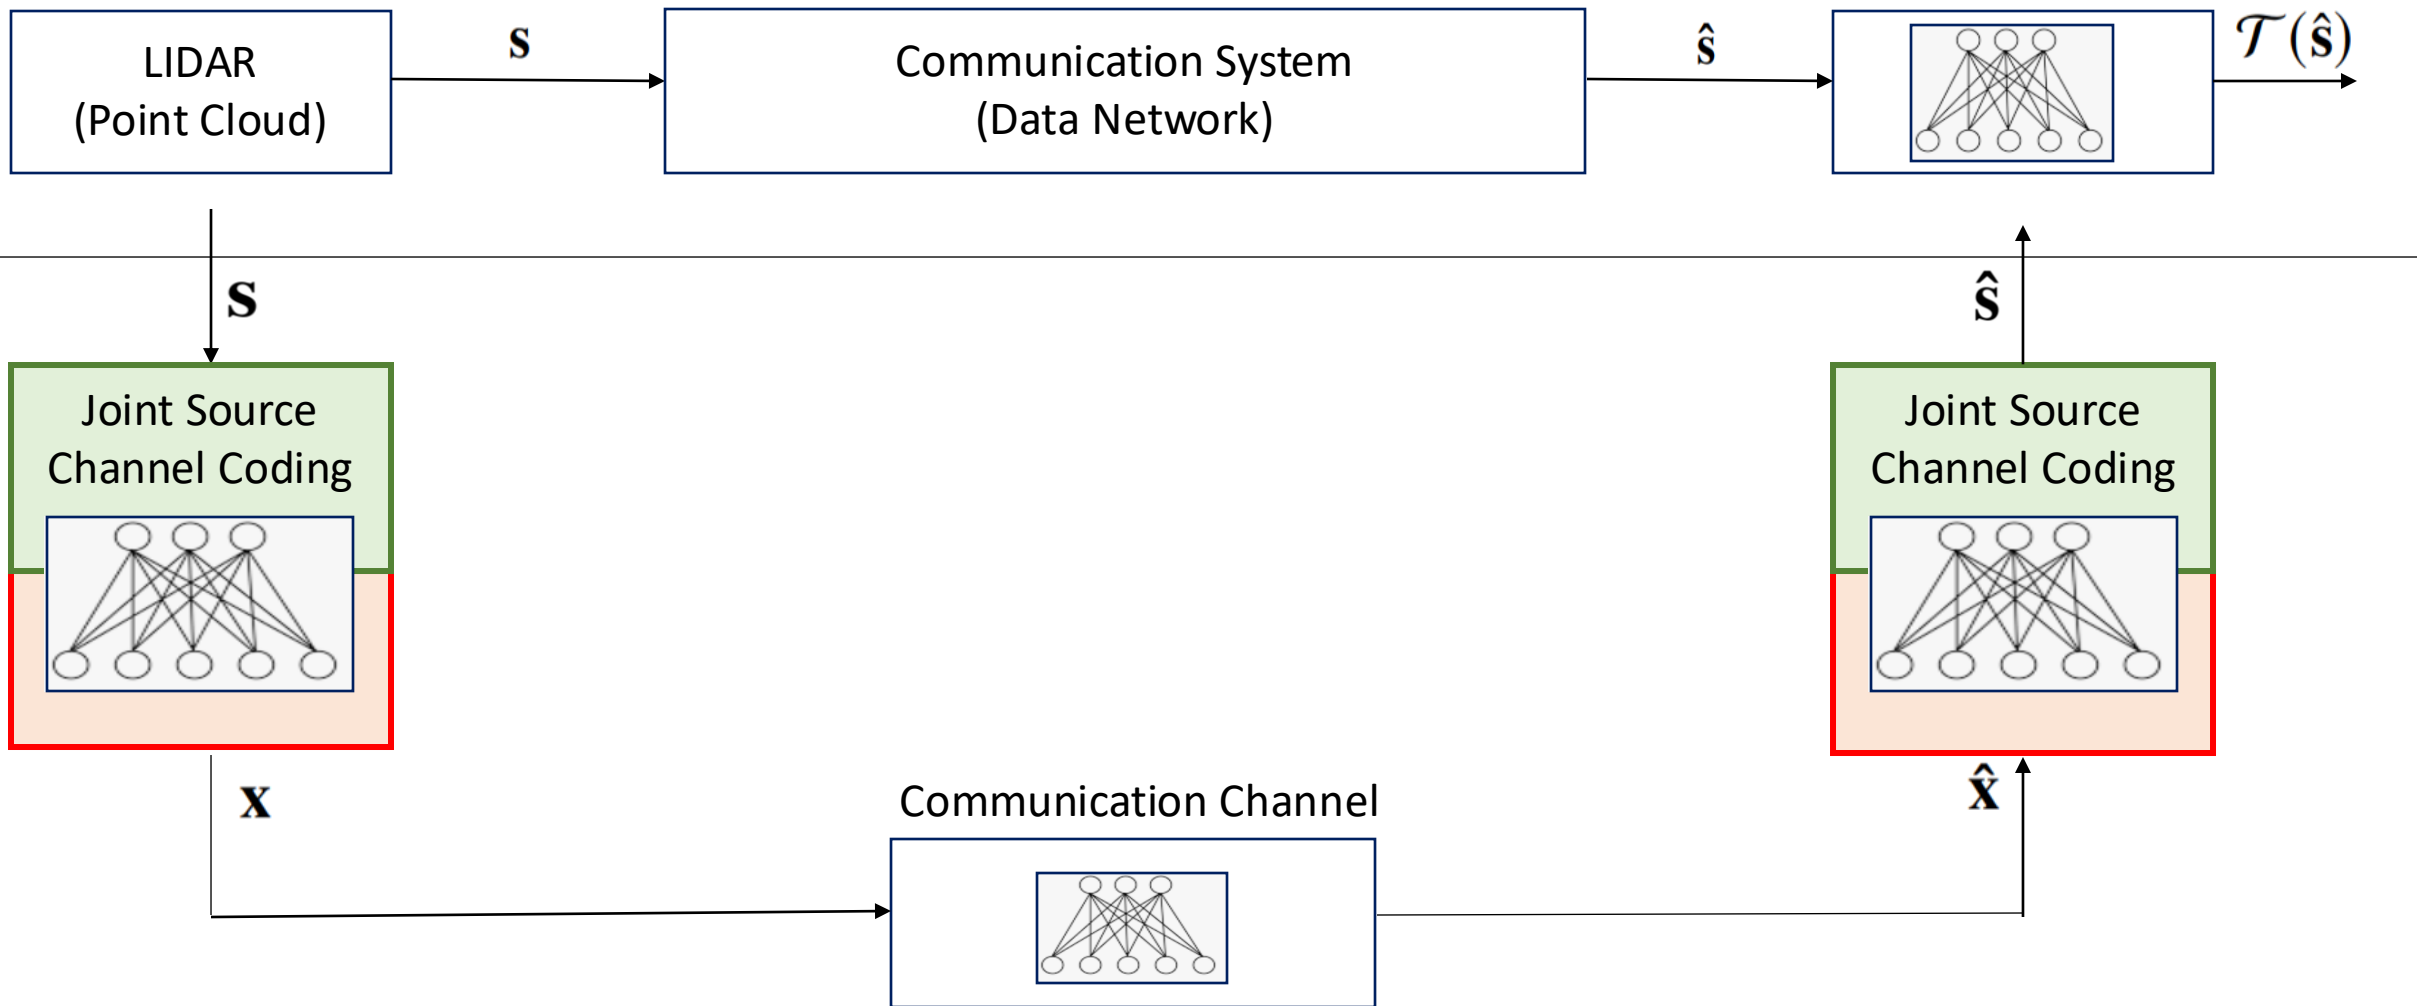 LIDAR
(Point Cloud)
s
Communication System
(Data Network)
ŝ
𝒯(ŝ)
s
ŝ
Joint Source
Channel Coding
Joint Source
Channel Coding
x
x̂
Communication Channel